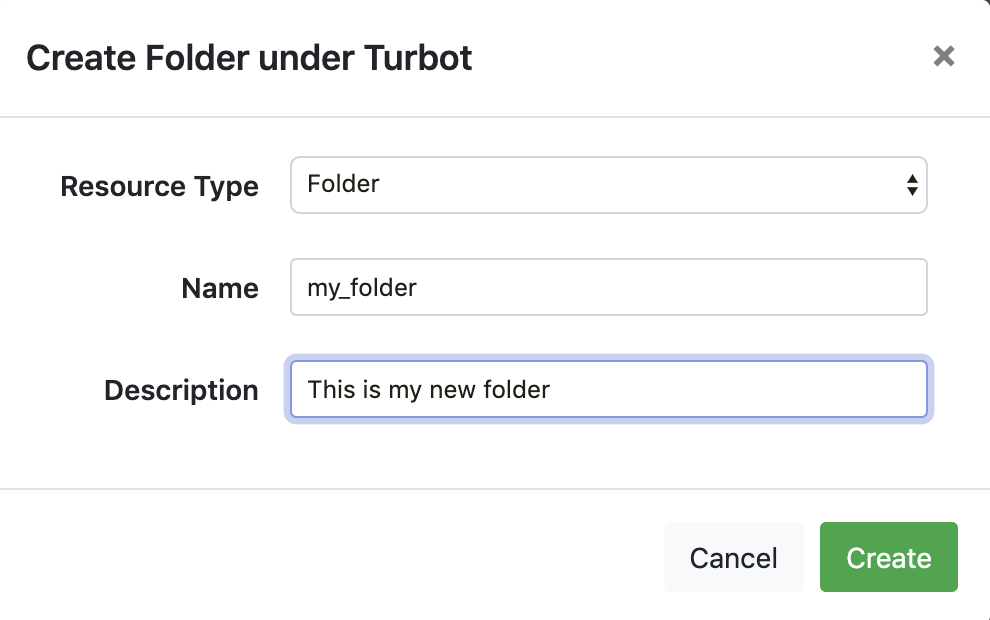 Create Folder under Turbot
Resource Type Folder
Name my_folder
Description This is my new folder
Cancel Create